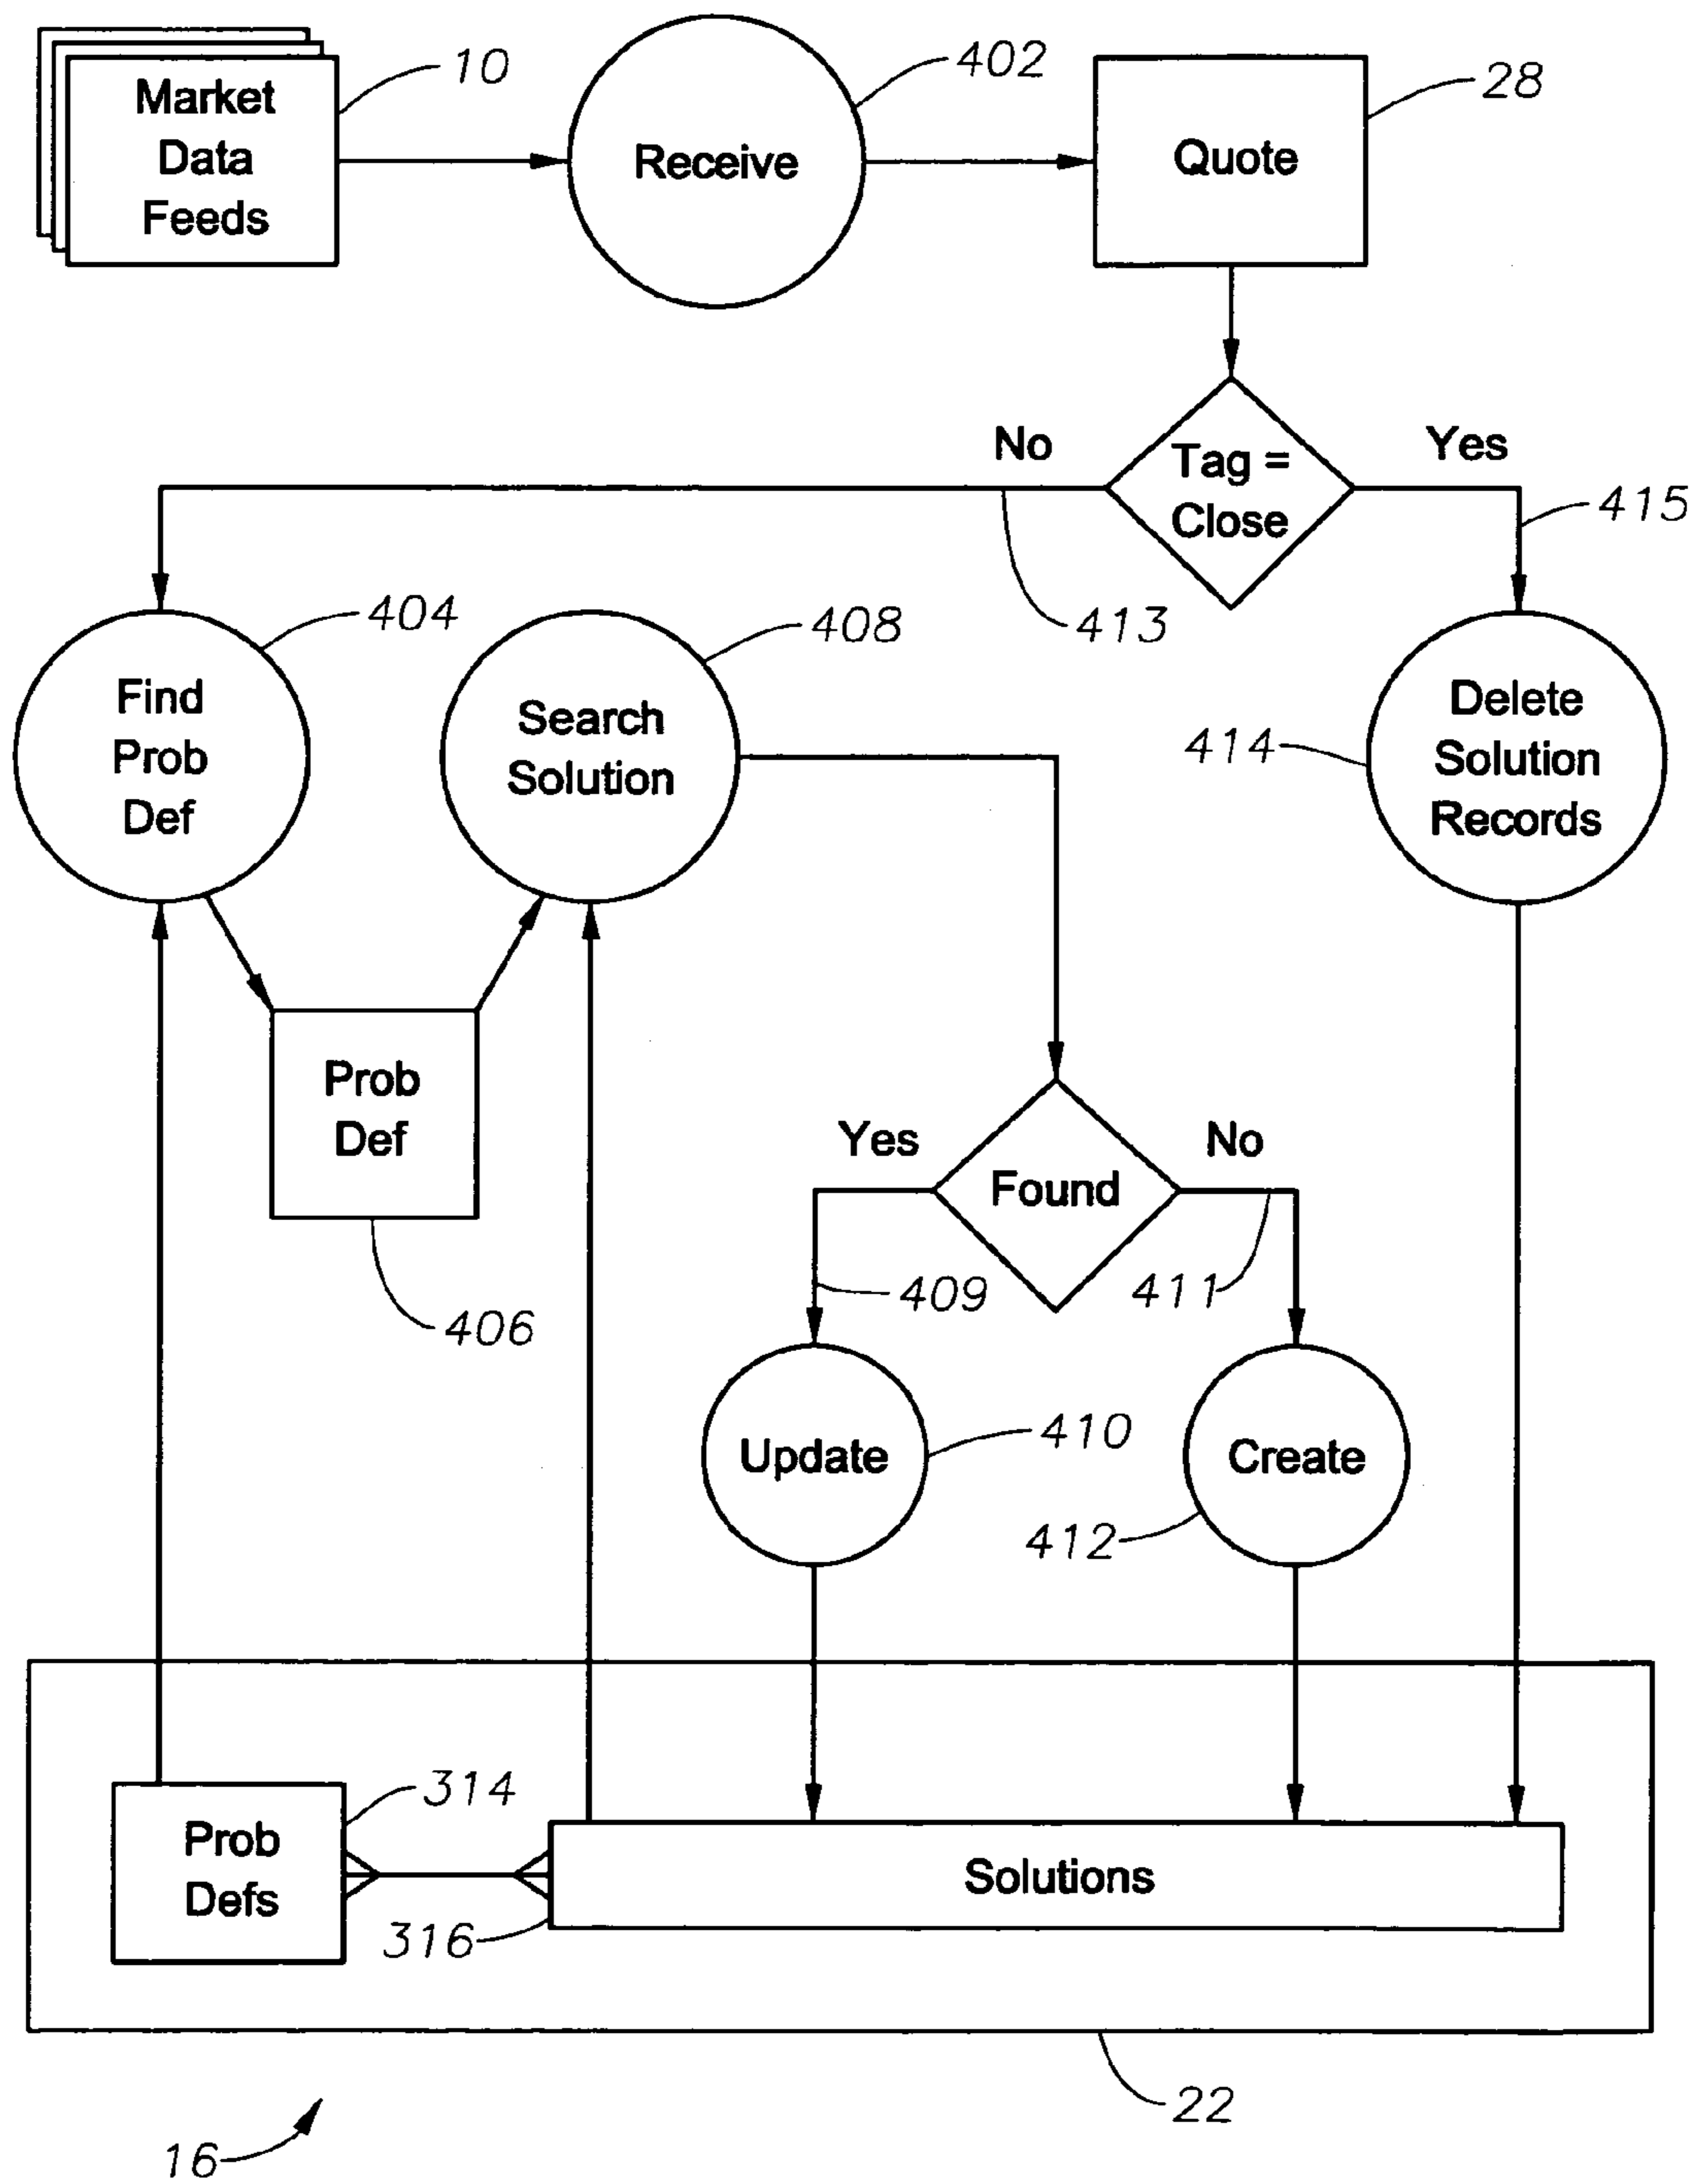 Market
Data
Feeds
10
Receive
402
Quote
28
No
Tag =
Close
Yes
415
413
Find
Prob
Def
404
Search
Solution
408
Delete
Solution
Records
414
Prob
Def
406
Yes
Found
No
409
411
Update
410
Create
412
Prob
Defs
314
Solutions
316
22
16